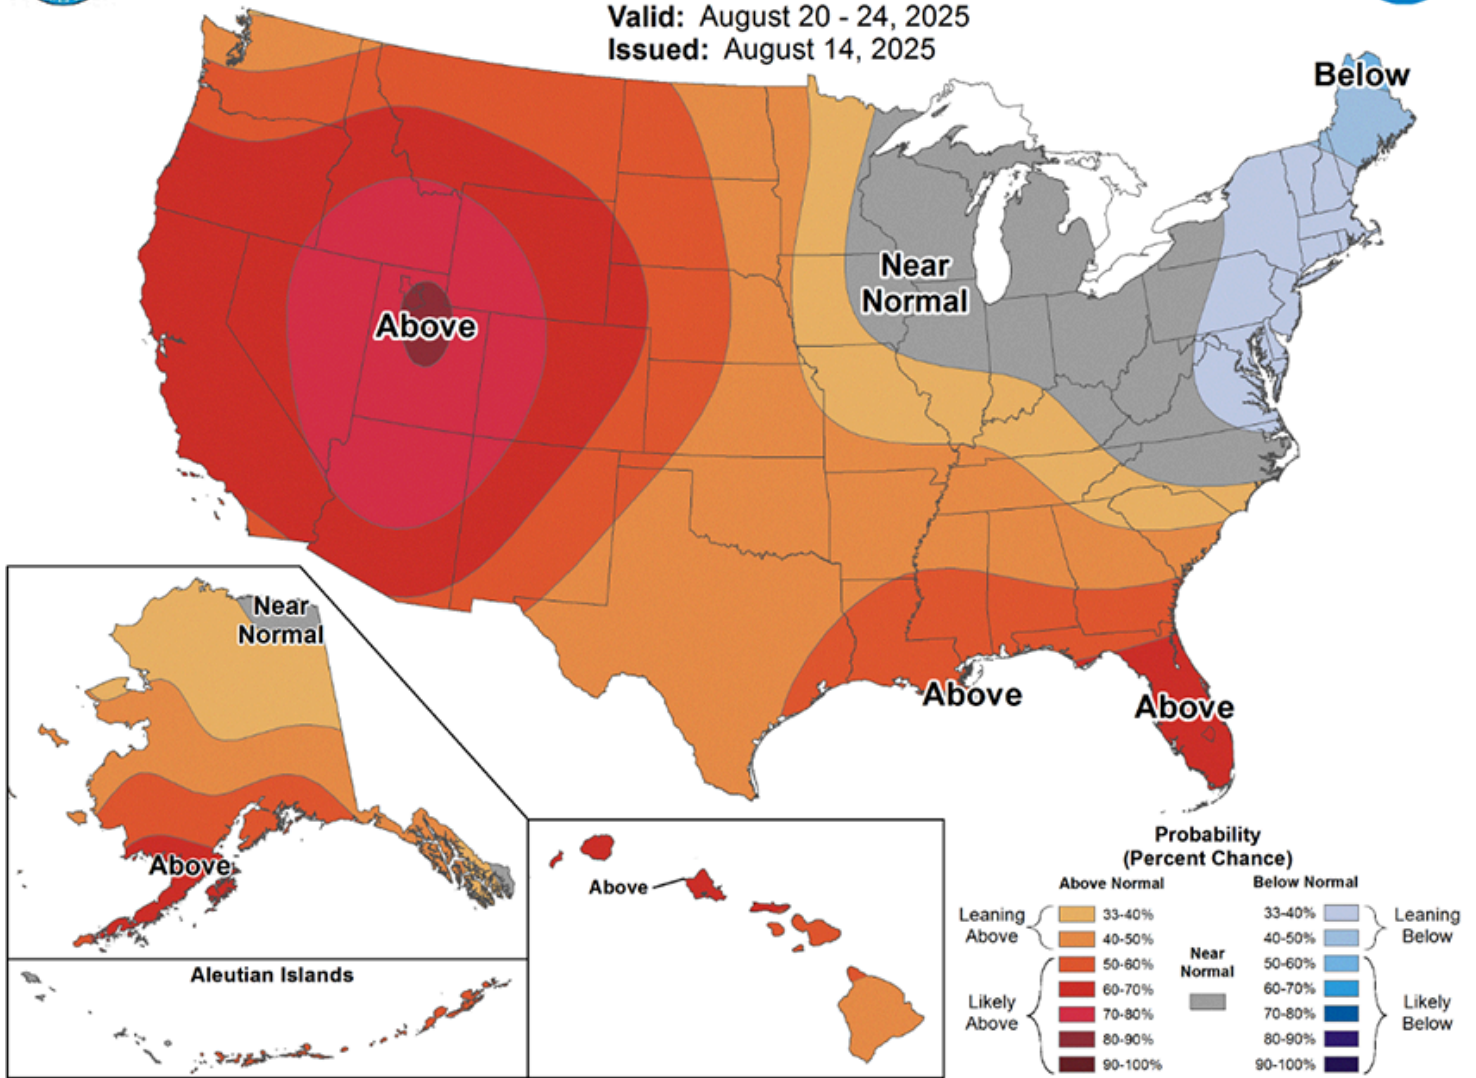 Valid: August 20 - 24, 2025
Issued: August 14, 2025
Below
Near
Normal
Above
Above
Above
Near
Normal
Above
Aleutian Islands
Above
Probability
(Percent Chance)
Above Normal
Below Normal
Leaning
Above
33-40%
40-50%
Likely
Above
50-60%
60-70%
70-80%
80-90%
90-100%
Near
Normal
33-40%
40-50%
Leaning
Below
50-60%
60-70%
70-80%
80-90%
90-100%
Likely
Below